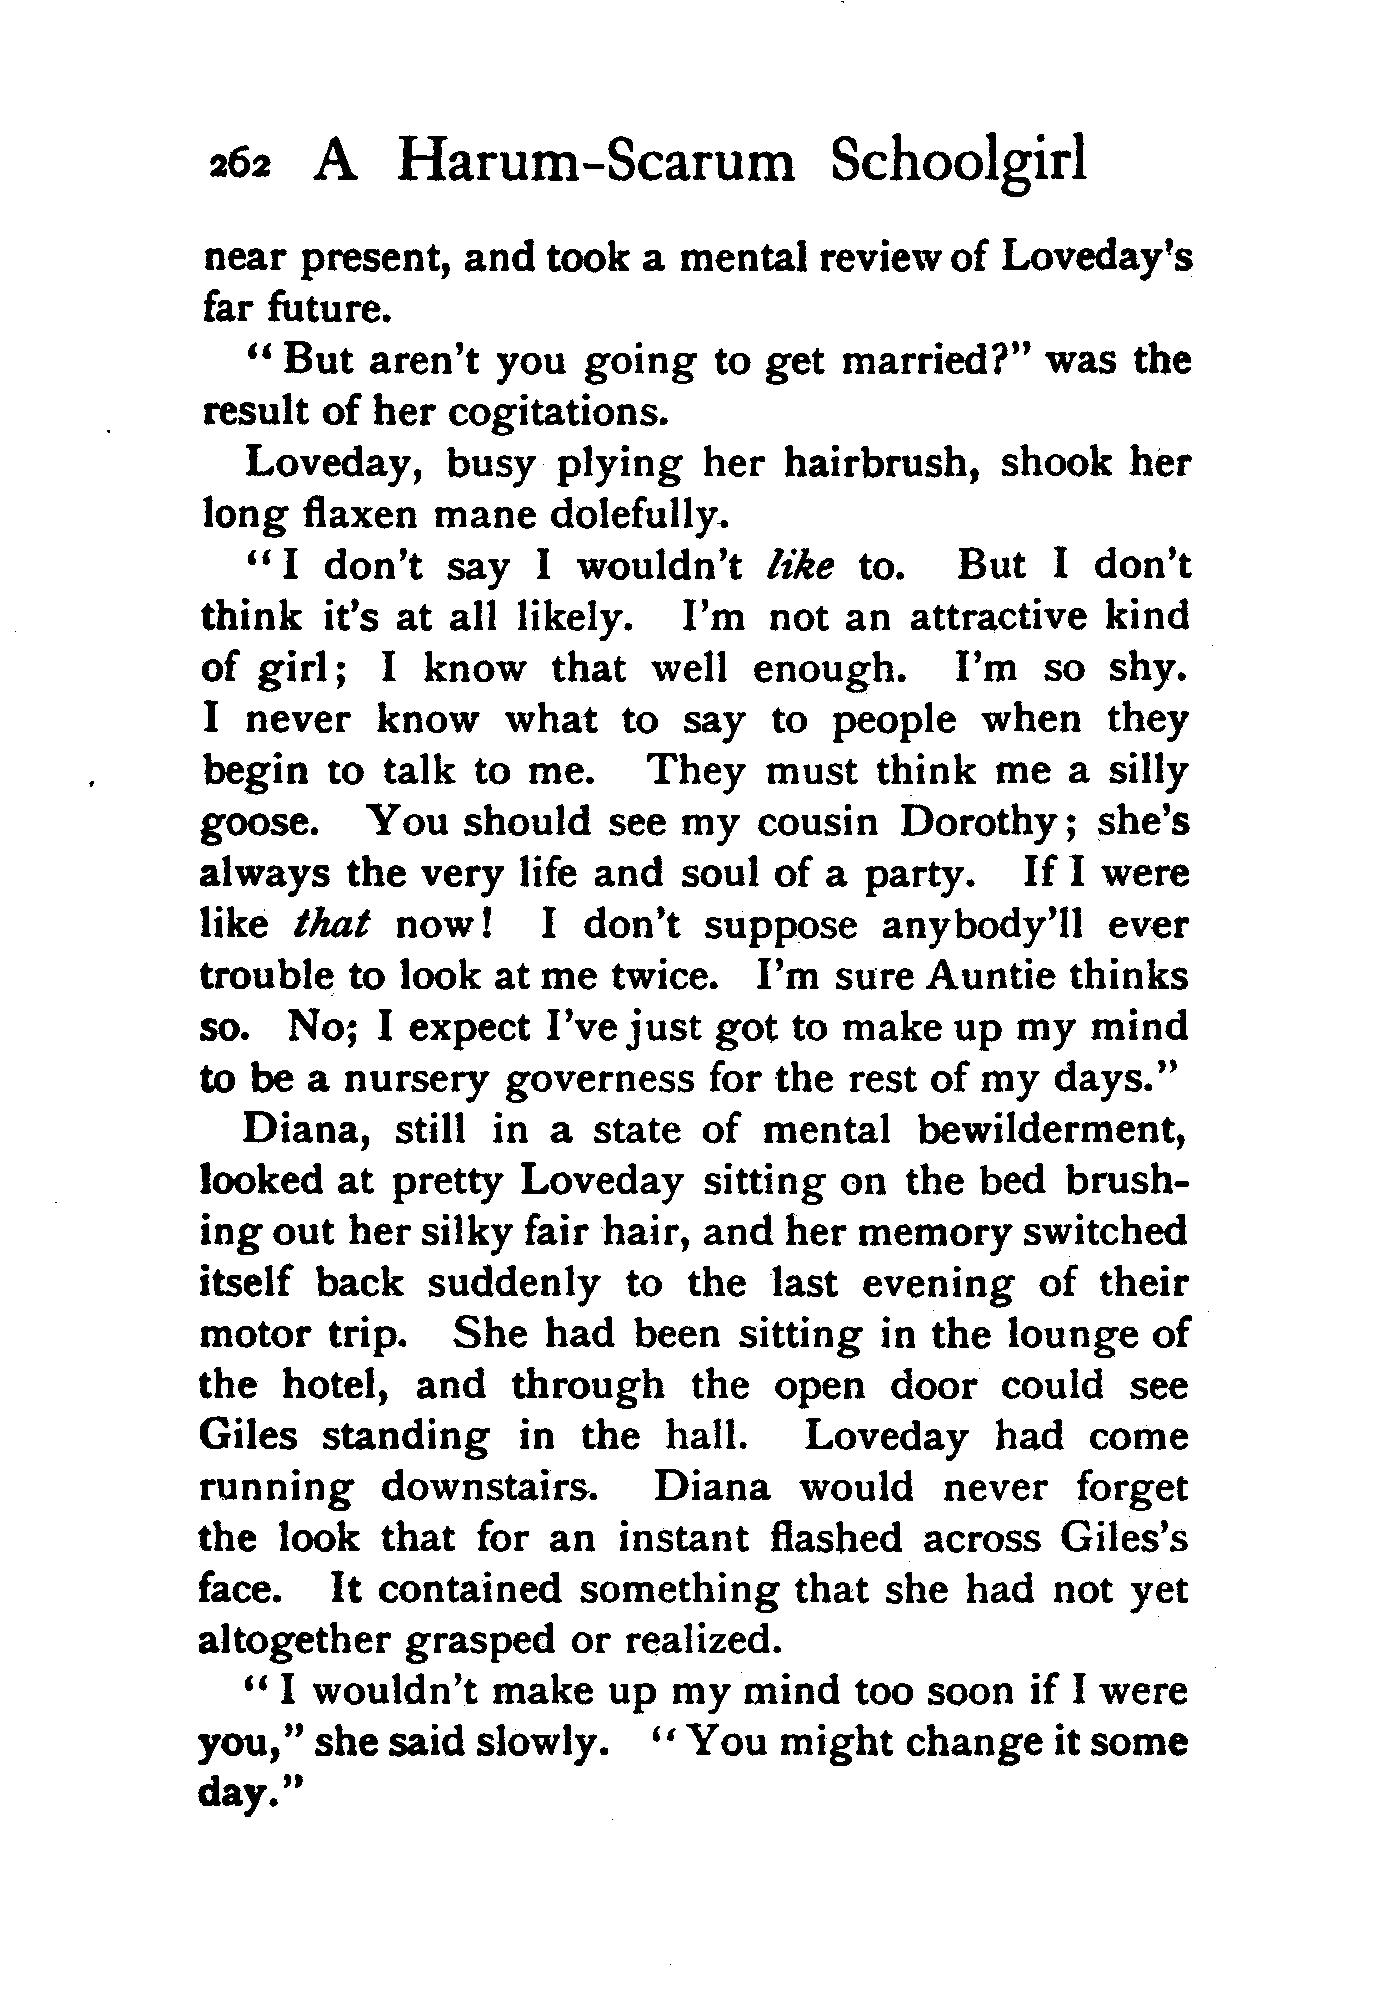 262 A Harum-Scarum Schoolgirl
near present, and took a mental review of Loveday's
far future.
"But aren't you going to get married?" was the
result of her cogitations.
Loveday, busy plying her hairbrush, shook her
long flaxen mane dolefully.
"I don't say I wouldn't like to. But I don't
think it's at all likely. I'm not an attractive kind
of girl; I know that well enough. I'm so shy.
I never know what to say to people when they
begin to talk to me. They must think me a silly
goose. You should see my cousin Dorothy; she's
always the very life and soul of a party. If I were
like that now! I don't suppose anybody'll ever
trouble to look at me twice. I'm sure Auntie thinks
so. No; I expect I've just got to make up my mind
to be a nursery governess for the rest of my days."
Diana, still in a state of mental bewilderment,
looked at pretty Loveday sitting on the bed brush-
ing out her silky fair hair, and her memory switched
itself back suddenly to the last evening of their
motor trip. She had been sitting in the lounge of
the hotel, and through the open door could see
Giles standing in the hall. Loveday had come
running downstairs. Diana would never forget
the look that for an instant flashed across Giles's
face. It contained something that she had not yet
altogether grasped or realized.
"I wouldn't make up my mind too soon if I were
you," she said slowly. "You might change it some
day."